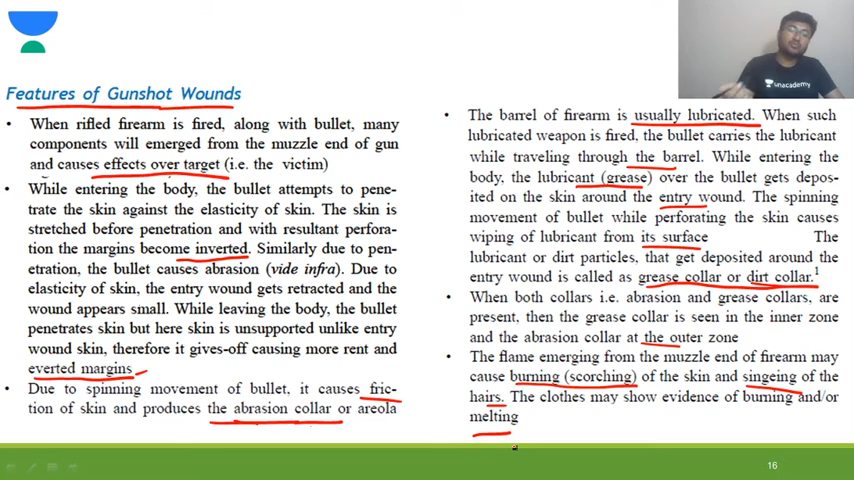 Features of Gunshot Wounds
• When rifled firearm is fired, along with bullet, many
components will emerged from the muzzle end of gun
and causes effects over target (i.e. the victim)
• While entering the body, the bullet attempts to pene-
trate the skin against the elasticity of skin. The skin is
stretched before penetration and with resultant perfora-
tion the margins become inverted. Similarly due to pen-
etration, the bullet causes abrasion (vide infra). Due to
elasticity of skin, the entry wound gets retracted and the
wound appears small. While leaving the body, the bullet
penetrates skin but here skin is unsupported unlike entry
wound skin, therefore it gives-off causing more rent and
everted margins
• Due to spinning movement of bullet, it causes fric-
tion of skin and produces the abrasion collar or areola
• The barrel of firearm is usually lubricated. When such
lubricated weapon is fired, the bullet carries the lubricant
while traveling through the barrel. While entering the
body, the lubricant (grease) over the bullet gets depos-
ited on the skin around the entry wound. The spinning
movement of bullet while perforating the skin causes
wiping of lubricant from its surface The
lubricant or dirt particles, that get deposited around the
entry wound is called as grease collar or dirt collar.1
• When both collars i.e. abrasion and grease collars, are
present, then the grease collar is seen in the inner zone
and the abrasion collar at the outer zone
• The flame emerging from the muzzle end of firearm may
cause burning (scorching) of the skin and singeing of the
hairs. The clothes may show evidence of burning and/or
melting
unacademy
16